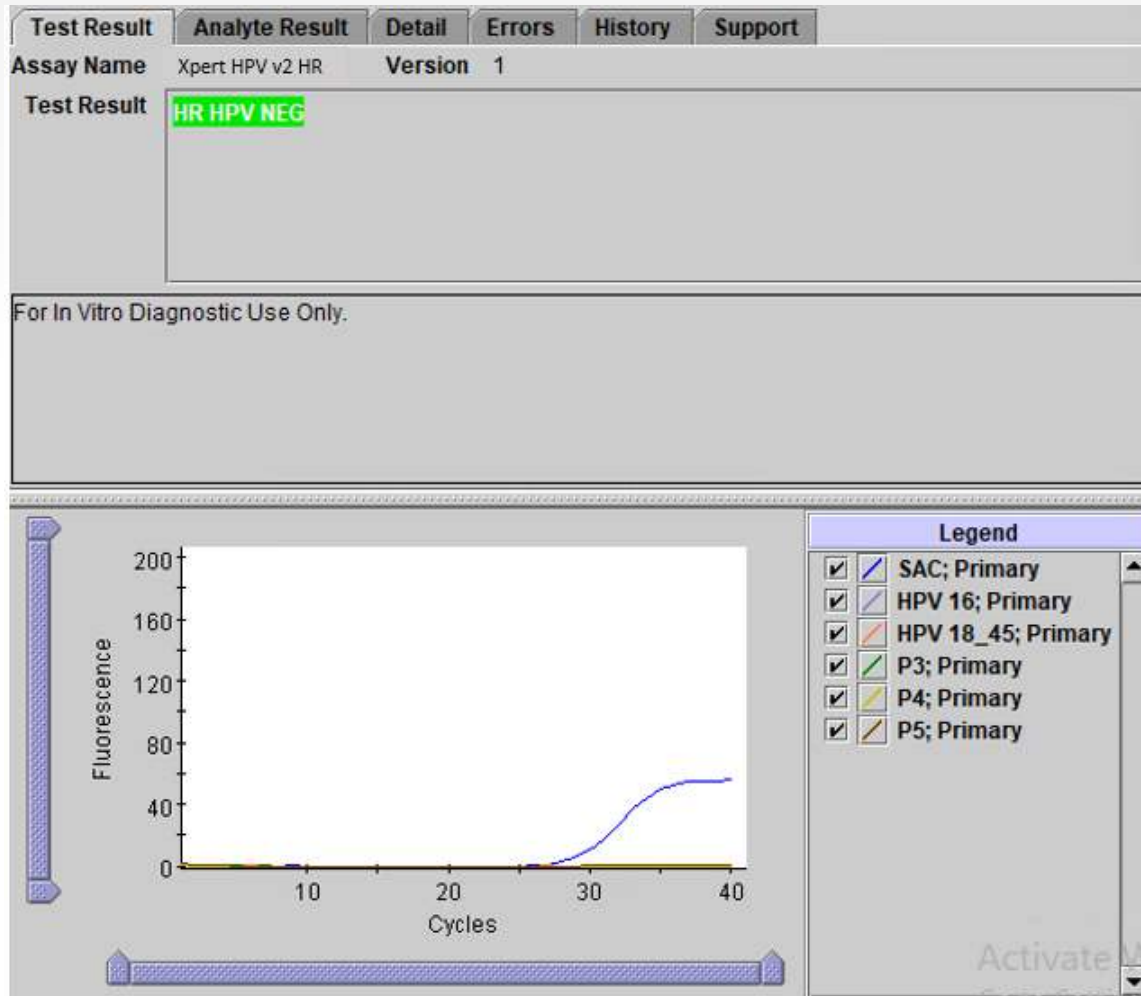 Test Result Analyte Result Detail Errors History Support
Assay Name Xpert HPV v2 HR Version 1
Test Result HR HPV NEG
For In Vitro Diagnostic Use Only.
Legend
SAC; Primary
HPV 16; Primary
HPV 18_45; Primary
P3; Primary
P4; Primary
P5; Primary
Fluorescence
200
160
120
80
40
0
10 20 30 40
Cycles
Activate